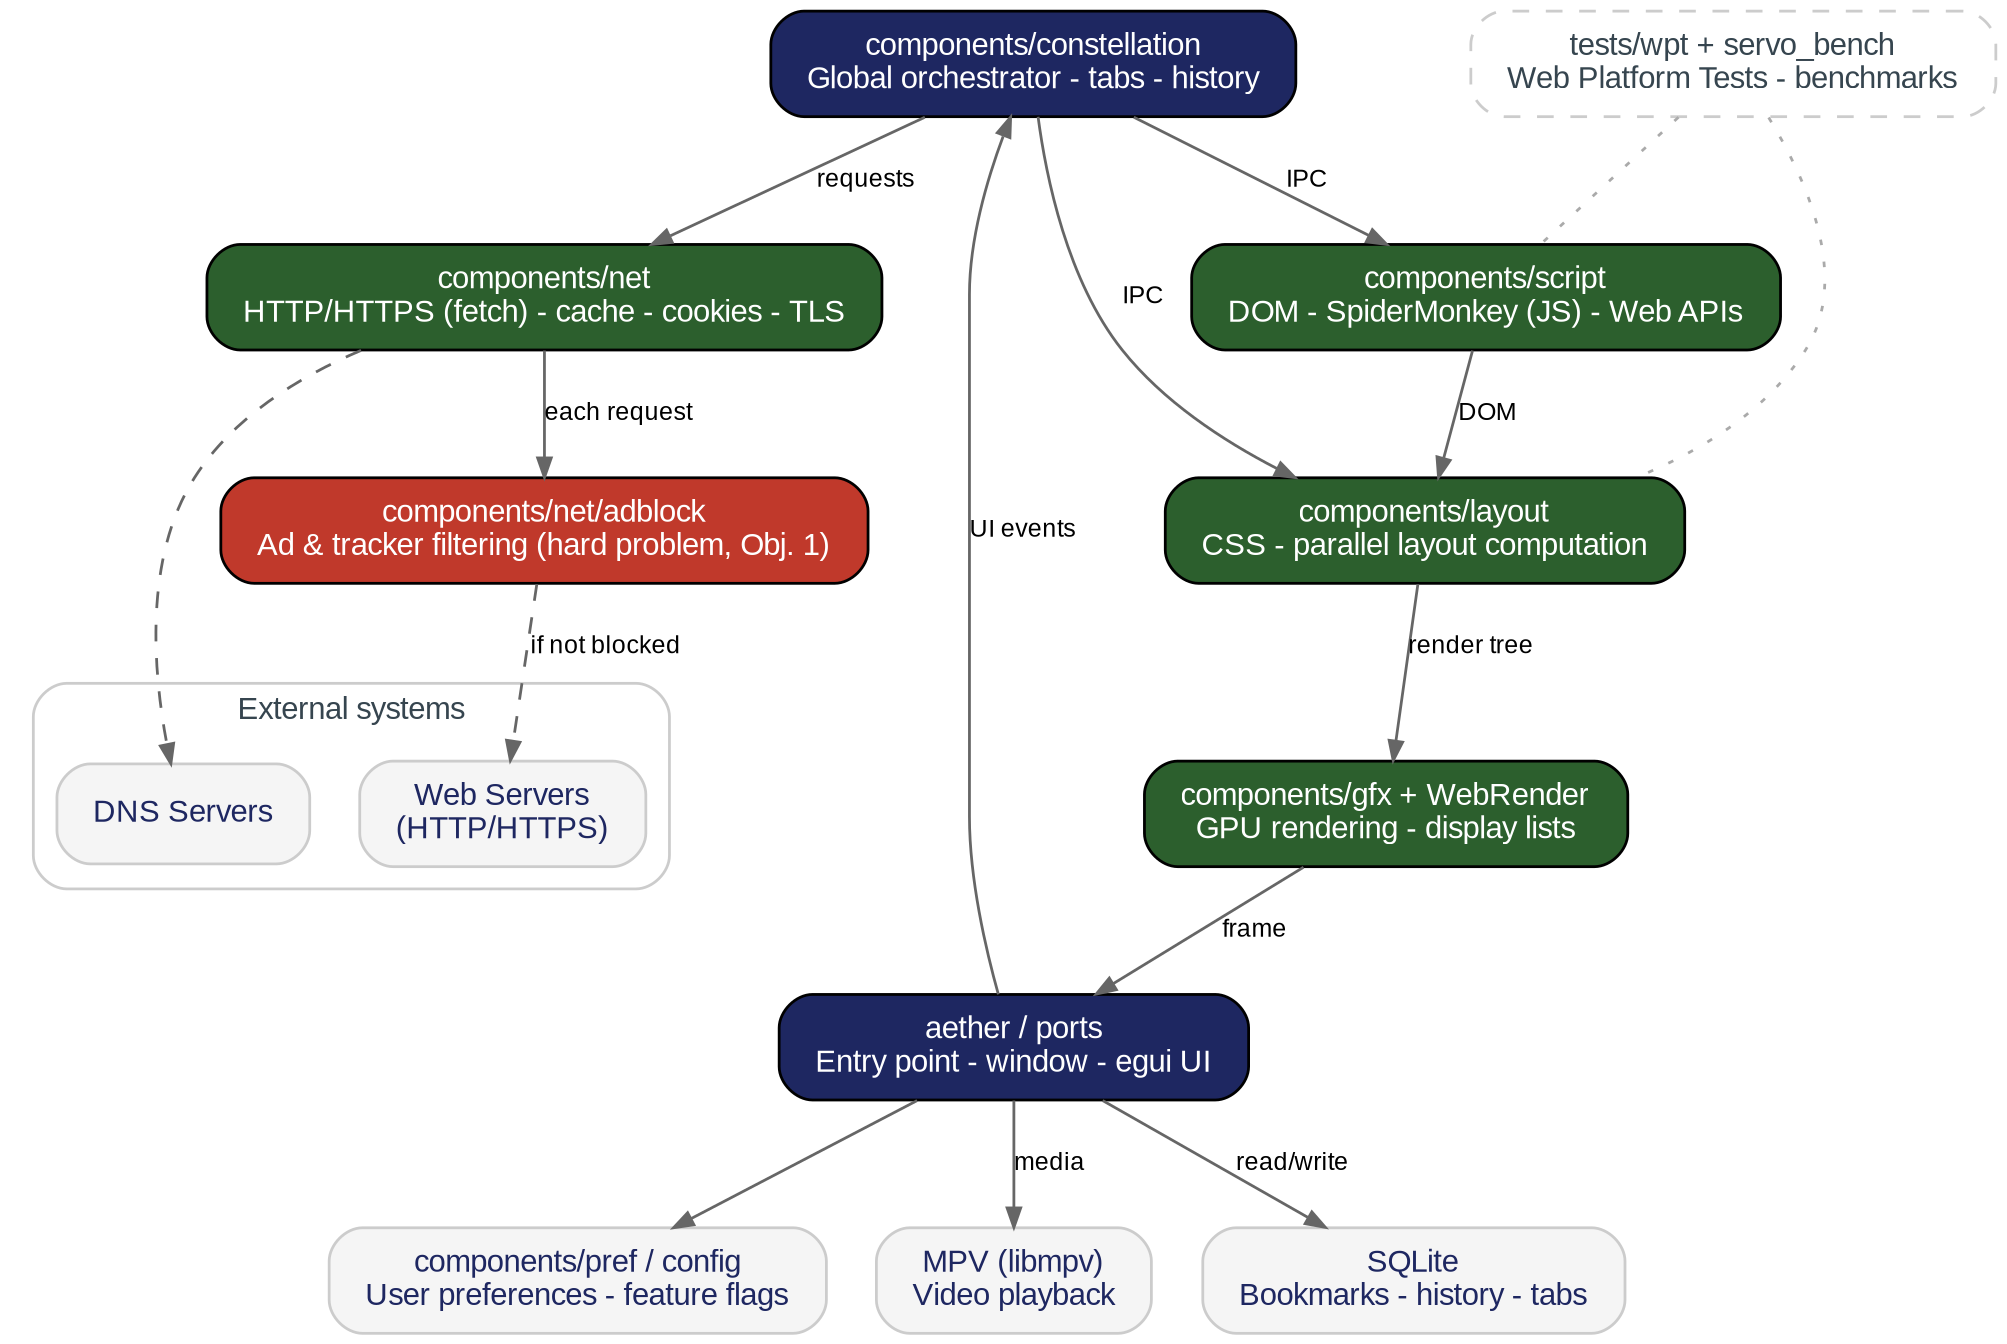 components/constellation
Global orchestrator - tabs - history
tests/wpt + servo_bench
Web Platform Tests - benchmarks
requests
IPC
components/net
HTTP/HTTPS (fetch) - cache - cookies - TLS
IPC
components/script
DOM - SpiderMonkey (JS) - Web APIs
each request
DOM
components/net/adblock
Ad & tracker filtering (hard problem, Obj. 1)
UI events
components/layout
CSS - parallel layout computation
if not blocked
render tree
External systems
DNS Servers
Web Servers
(HTTP/HTTPS)
components/gfx + WebRender
GPU rendering - display lists
frame
aether / ports
Entry point - window - egui UI
media
read/write
components/pref / config
User preferences - feature flags
MPV (libmpv)
Video playback
SQLite
Bookmarks - history - tabs